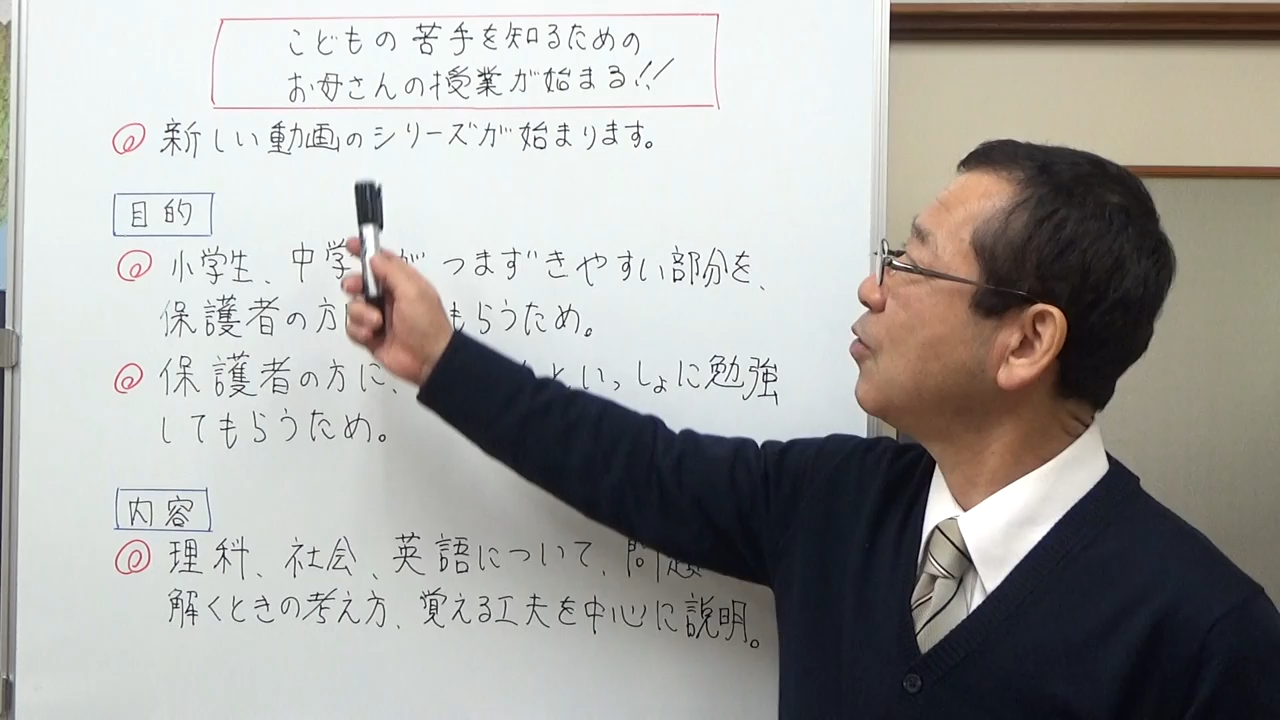 こどもの苦手を知るための
お母さんの授業が始まる!!
◎ 新しい動画のシリーズが始まります。
目的
◎ 小学生、中学 が つまずきやすい部分を、
保護者の方 もらうため。
◎ 保護者の方に、 といっしょに勉強
してもらうため。
内容
◎ 理科、社会、英語について、問題
解くときの考え方、覚える工夫を中心に説明。